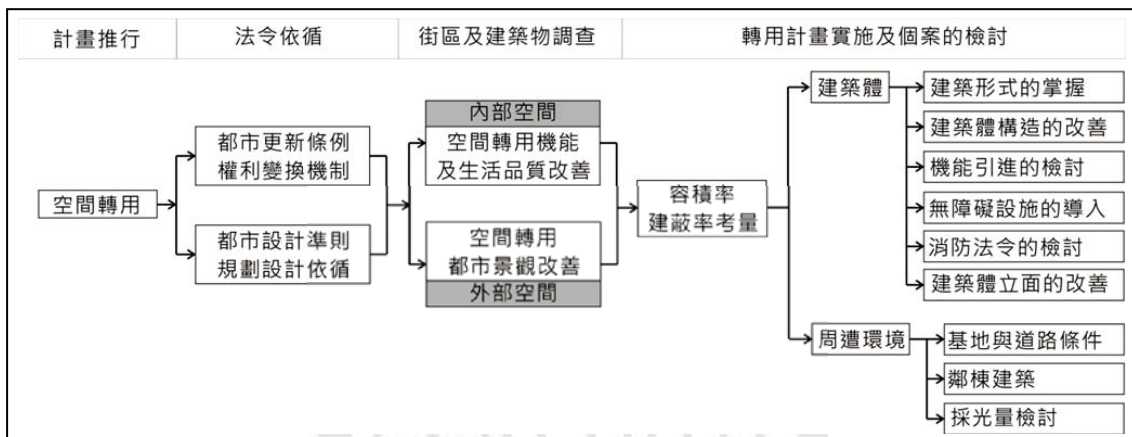 計畫推行
法令依循
街區及建築物調查
轉用計畫實施及個案的檢討
空間轉用
都市更新條例
權利變換機制
都市設計準則
規劃設計依循
內部空間
空間轉用機能
及生活品質改善
空間轉用
都市景觀改善
外部空間
容積率
建蔽率考量
建築體
建築形式的掌握
建築體構造的改善
機能引進的檢討
無障礙設施的導入
消防法令的檢討
建築體立面的改善
周遭環境
基地與道路條件
鄰棟建築
採光量檢討